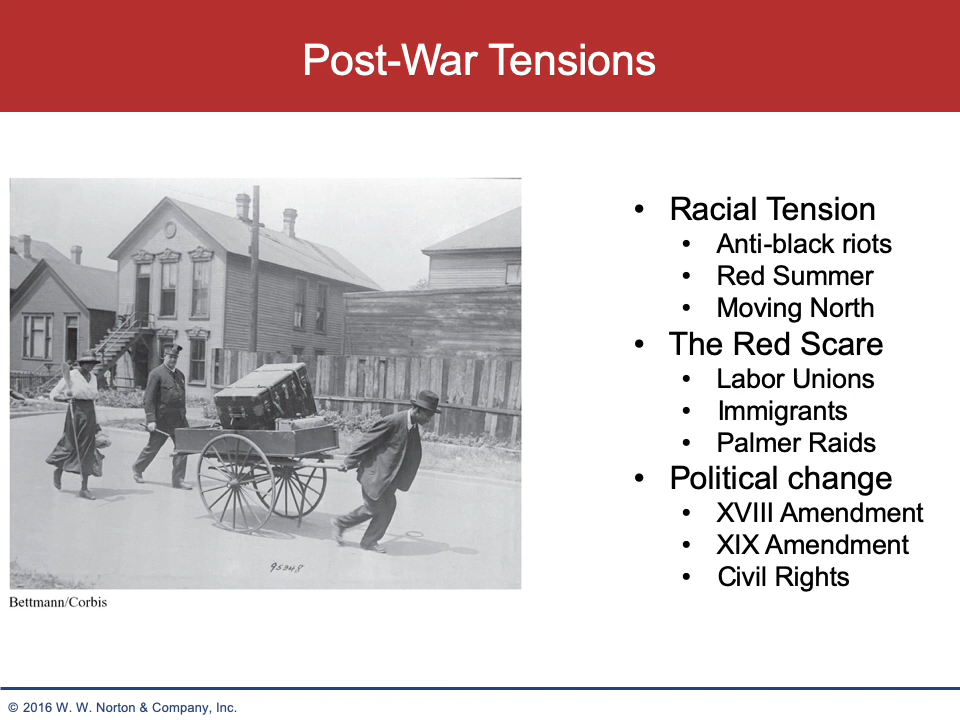 Post-War Tensions
• Racial Tension
• Anti-black riots
• Red Summer
• Moving North
• The Red Scare
• Labor Unions
• Immigrants
• Palmer Raids
• Political change
• XVIII Amendment
• XIX Amendment
• Civil Rights
95348
Bettmann/Corbis
© 2016 W. W. Norton & Company, Inc.